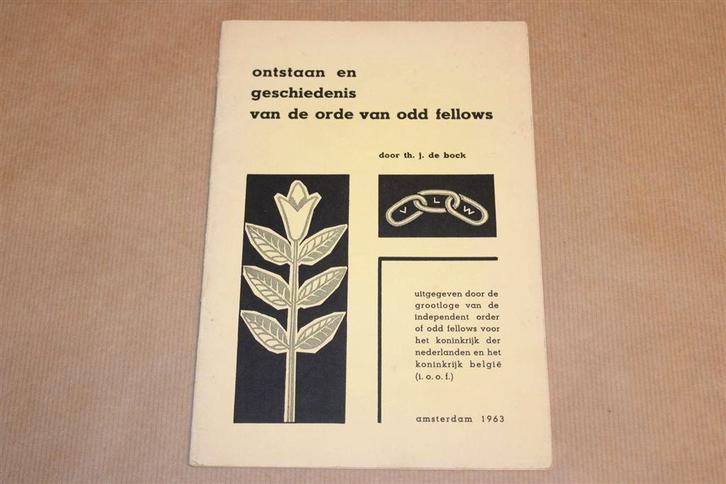 ontstaan en
geschiedenis
van de orde van odd fellows
door th. j. de bock
V L W
uitgegeven door de
grootloge van de
independent order
of odd fellows voor
het koninkrijk der
nederlanden en het
koninkrijk belgië
(i. o. o. f.)
amsterdam 1963